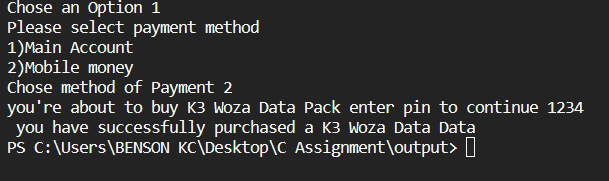 Chose an Option 1
Please select payment method
1)Main Account
2)Mobile money
Chose method of Payment 2
you're about to buy K3 Woza Data Pack enter pin to continue 1234
you have successfully purchased a K3 Woza Data Data
PS C:\Users\BENSON KC\Desktop\C Assignment\output>